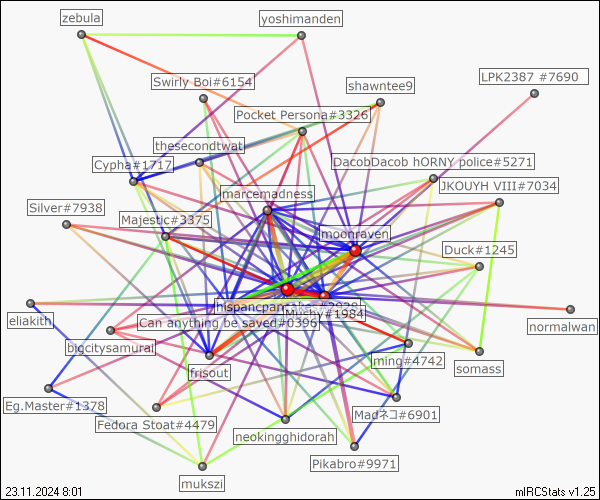 zebula
yoshimanden
Swirly Boi#6154
shawntee9
LPK2387 #7690
Pocket Persona#3326
thesecondtwat
Cypha#1717
DacobDacob hORNY police#5271
JKOUYH VIII#7034
marcemadness
Silver#7938
Majestic#3375
moonraven
Duck#1245
hispancpan
#1984
Can anything be saved#0396
eliakith
normalwan
bigcitysamurai
ming#4742
somass
frisout
Eg.Master#1378
Fedora Stoat#4479
Madネコ#6901
neokingghidorah
Pikabro#9971
mukszi
23.11.2024 8:01
mIRCStats v1.25